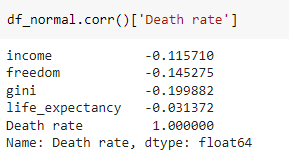 df_normal.corr()['Death rate']
income -0.115710
freedom -0.145275
gini -0.199882
life_expectancy -0.031372
Death rate 1.000000
Name: Death rate, dtype: float64